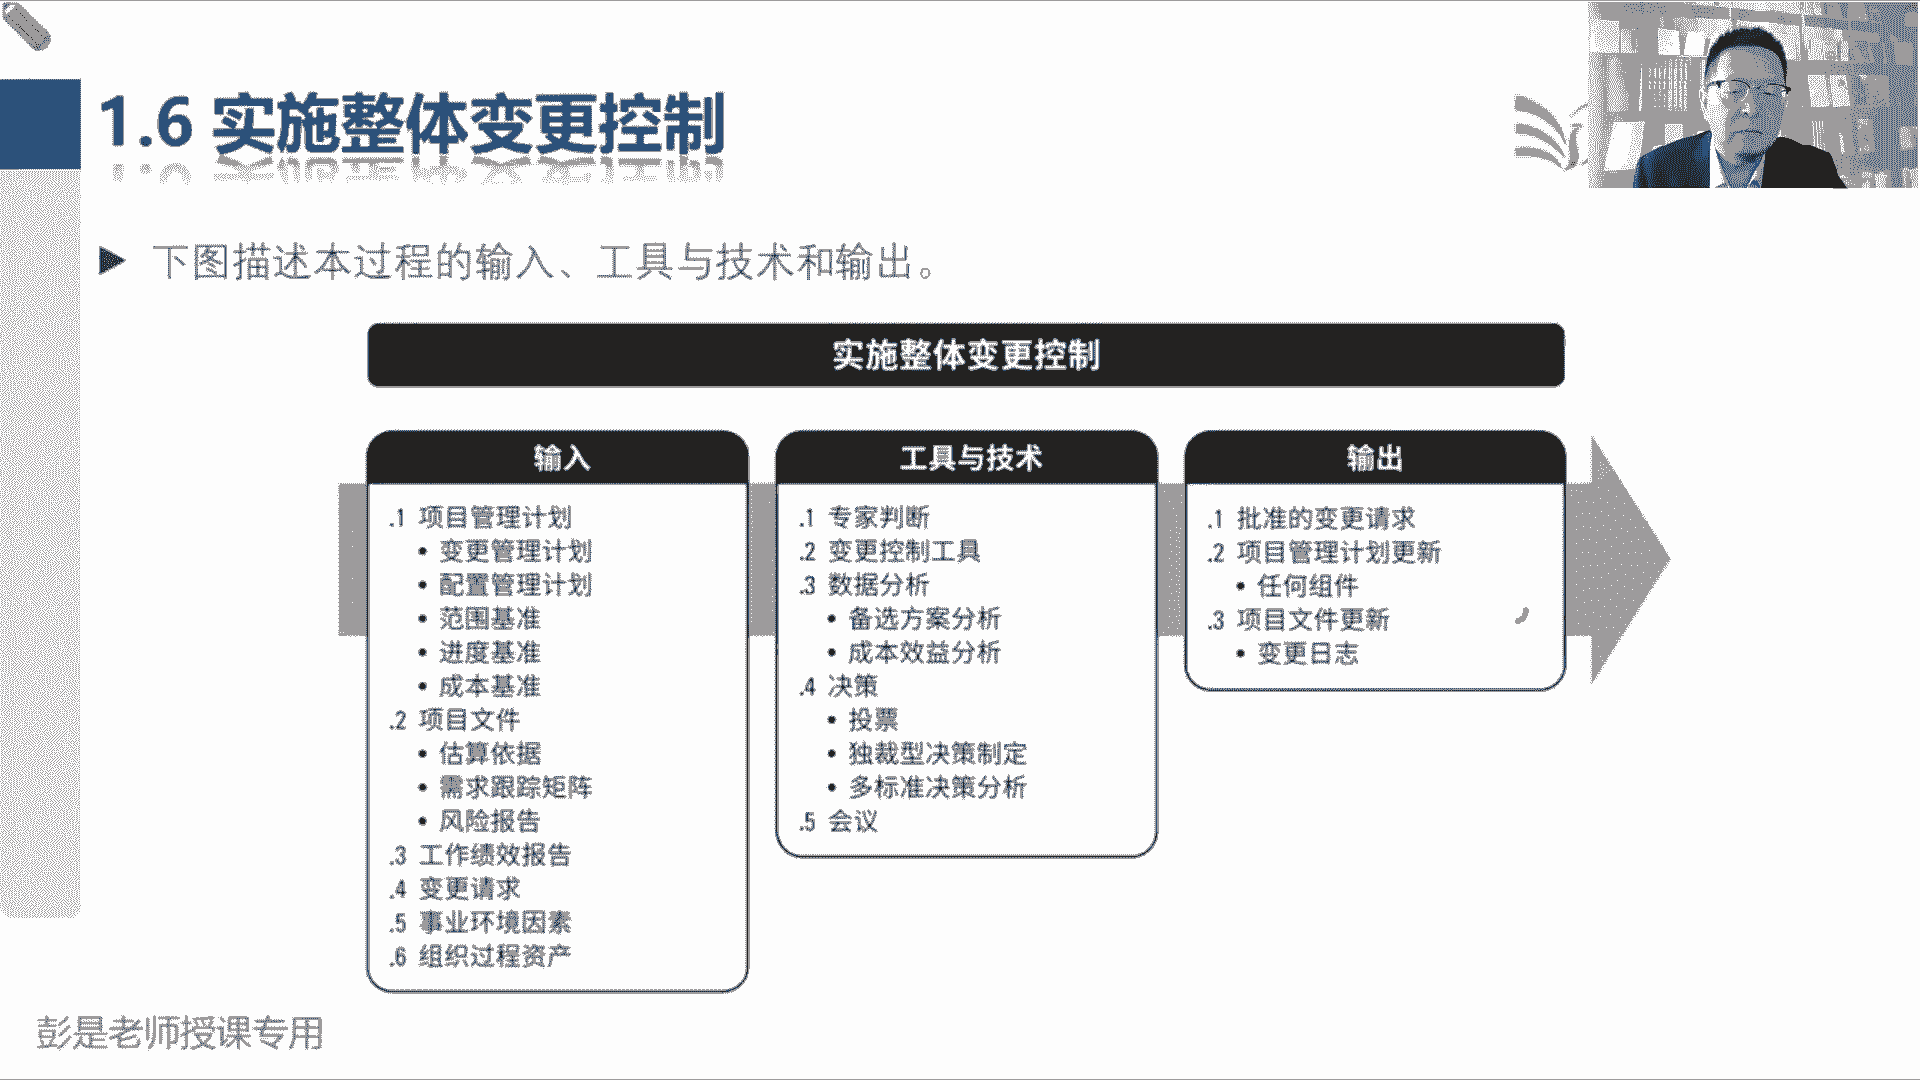 1.6 实施整体变更控制
下图描述本过程的输入、工具与技术和输出。
实施整体变更控制
输入
.1 项目管理计划
• 变更管理计划
• 配置管理计划
• 范围基准
• 进度基准
• 成本基准
.2 项目文件
• 估算依据
• 需求跟踪矩阵
• 风险报告
.3 工作绩效报告
.4 变更请求
.5 事业环境因素
.6 组织过程资产
工具与技术
.1 专家判断
.2 变更控制工具
.3 数据分析
• 备选方案分析
• 成本效益分析
.4 决策
• 投票
• 独裁型决策制定
• 多标准决策分析
.5 会议
输出
.1 批准的变更请求
.2 项目管理计划更新
• 任何组件
.3 项目文件更新
• 变更日志
彭是老师授课专用